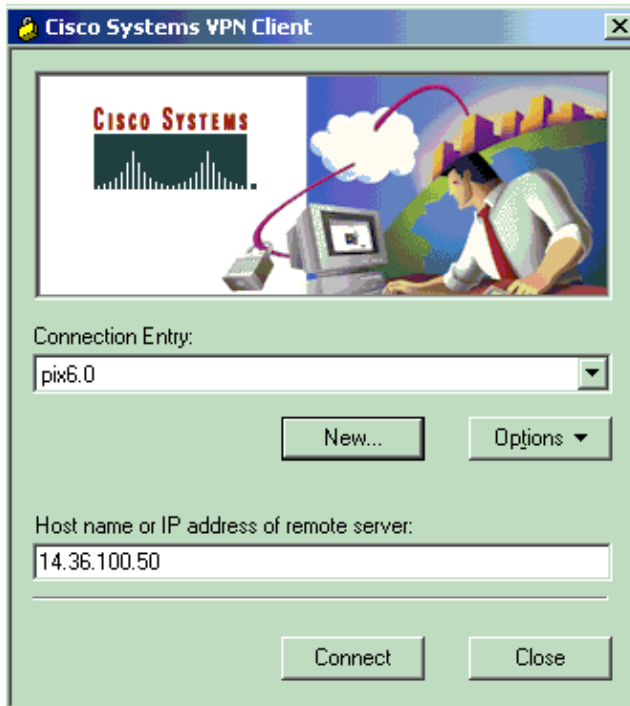 Cisco Systems VPN Client
CISCO SYSTEMS
Connection Entry:
pix6.0
New...
Options
Host name or IP address of remote server:
14.36.100.50
Connect
Close